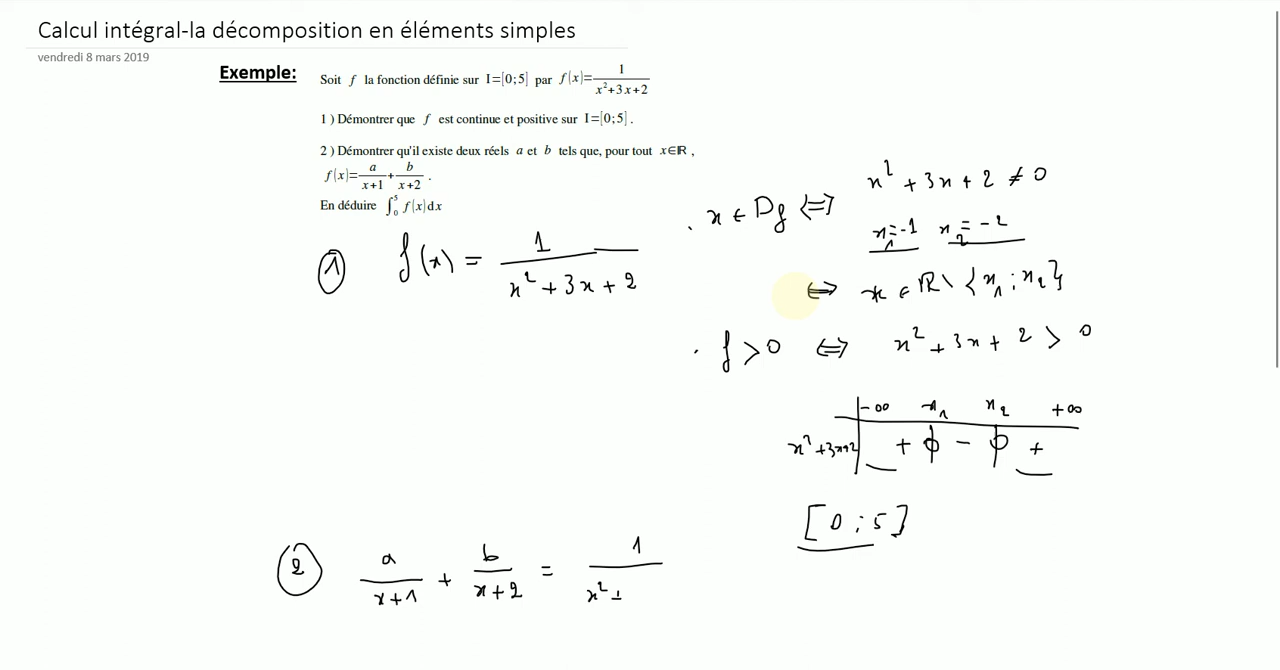 Calcul intégral-la décomposition en éléments simples
vendredi 8 mars 2019
Exemple: Soit f la fonction définie sur I=[0;5] par f(x)=1/(x²+3x+2)
1 ) Démontrer que f est continue et positive sur I=[0;5] .
2 ) Démontrer qu'il existe deux réels a et b tels que, pour tout x∈ℝ ,
f(x)=a/(x+1)+b/(x+2) .
En déduire ∫₀⁵ f(x)dx
① f(x) = 1/(x²+3x+2)
. x ∈ Df ⟺ x²+3x+2 ≠ 0
x₁=-1 x₂=-2
⟺ x ∈ ℝ\{x₁;x₂}
. f>0 ⟺ x²+3x+2 > 0
-∞ x₁ x₂ +∞
x²+3x+2 + 0 - 0 +
[0;5]
② a/(x+1) + b/(x+2) = 1/(x²+